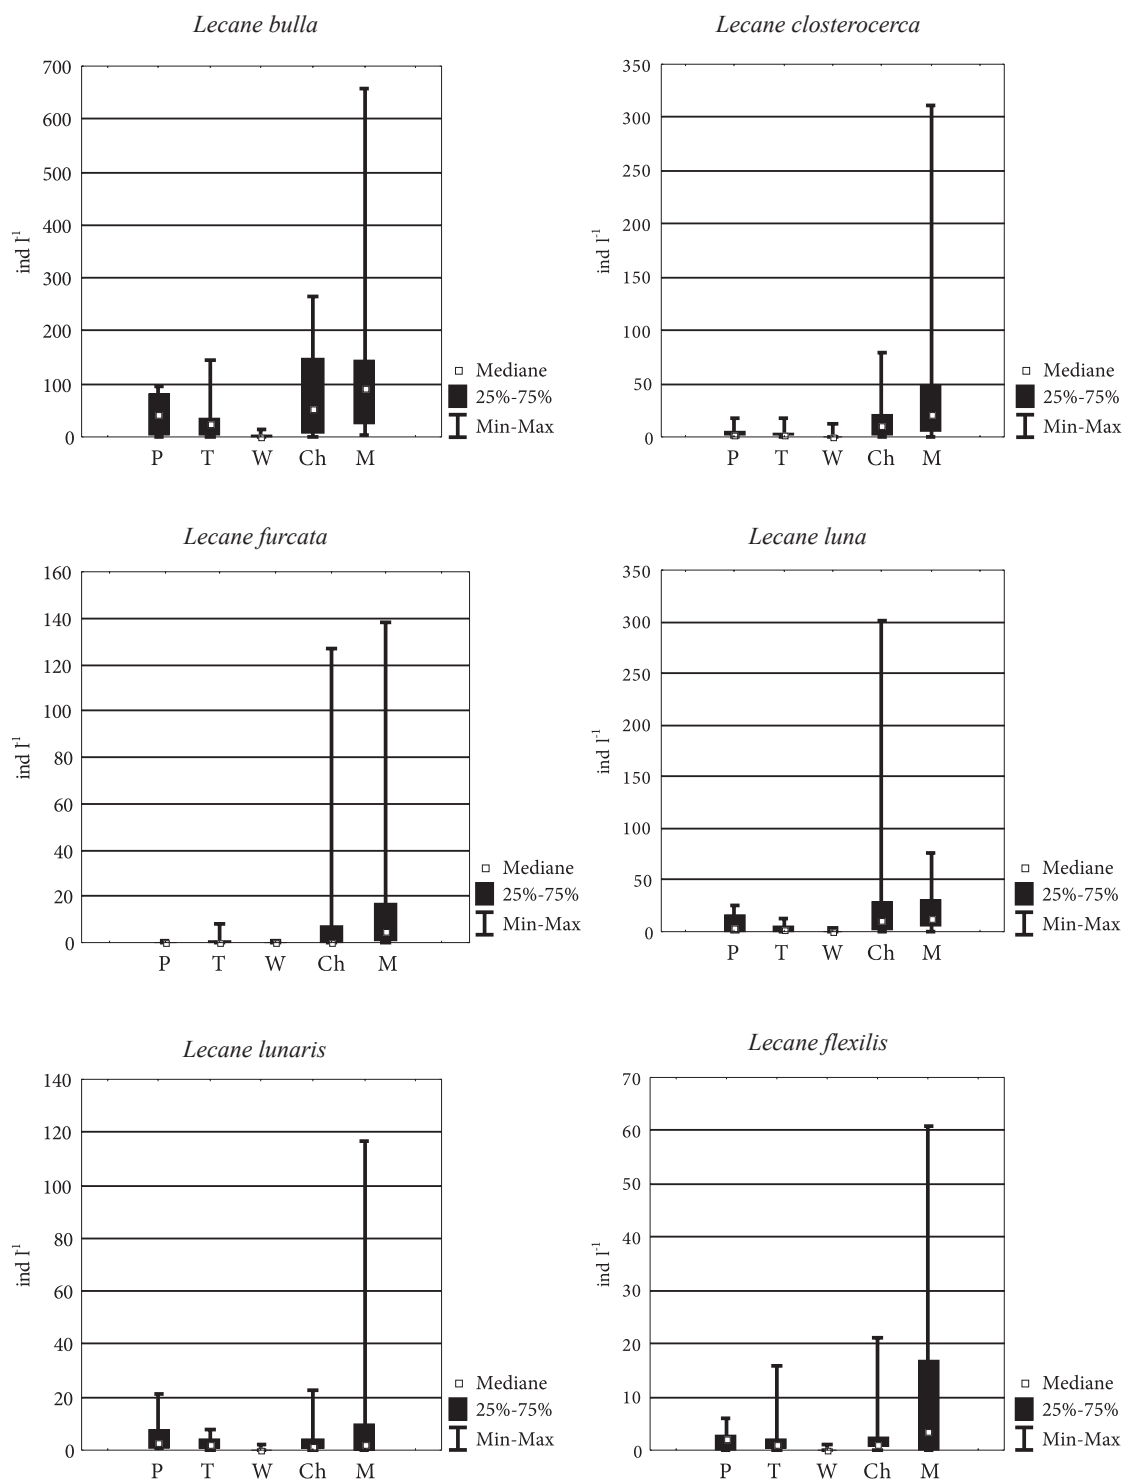 Lecane bulla
700
600
500
400
300
200
100
0
ind l⁻¹
P T W Ch M
Mediane
25%-75%
Min-Max
Lecane closterocerca
350
300
250
200
150
100
50
0
ind l⁻¹
P T W Ch M
Mediane
25%-75%
Min-Max
Lecane furcata
160
140
120
100
80
60
40
20
0
ind l⁻¹
P T W Ch M
Mediane
25%-75%
Min-Max
Lecane luna
350
300
250
200
150
100
50
0
ind l⁻¹
P T W Ch M
Mediane
25%-75%
Min-Max
Lecane lunaris
140
120
100
80
60
40
20
0
ind l⁻¹
P T W Ch M
Mediane
25%-75%
Min-Max
Lecane flexilis
70
60
50
40
30
20
10
0
ind l⁻¹
P T W Ch M
Mediane
25%-75%
Min-Max